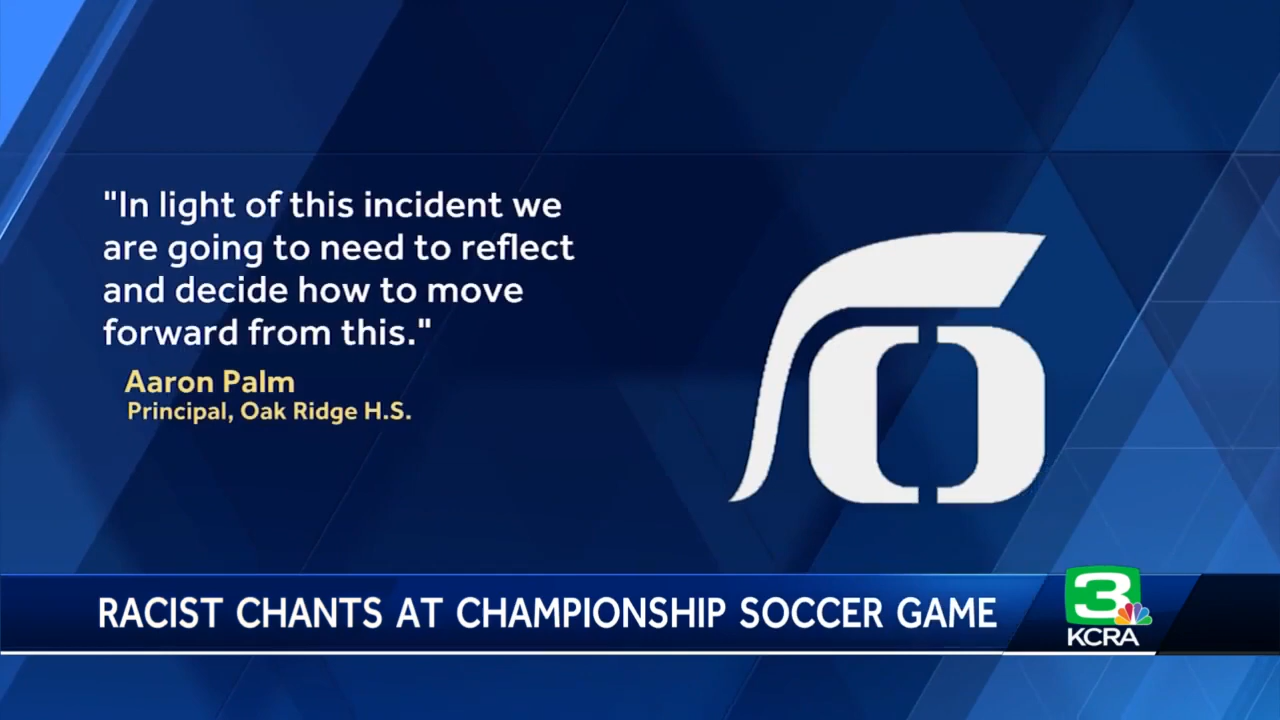 "In light of this incident we
are going to need to reflect
and decide how to move
forward from this."
Aaron Palm
Principal, Oak Ridge H.S.
RACIST CHANTS AT CHAMPIONSHIP SOCCER GAME
3
KCRA